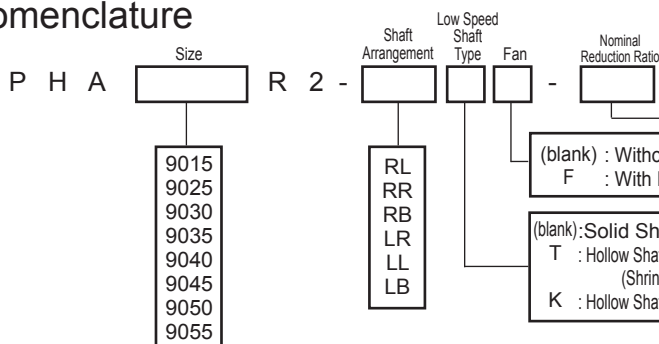 omenclature
Size
Shaft Arrangement
Low Speed Shaft Type
Fan
Nominal Reduction Ratio
P H A R 2 - -
9015
9025
9030
9035
9040
9045
9050
9055
RL
RR
RB
LR
LL
LB
(blank) : Witho
F : With
(blank):Solid Sh
T : Hollow Sha
(Shrin
K : Hollow Sha